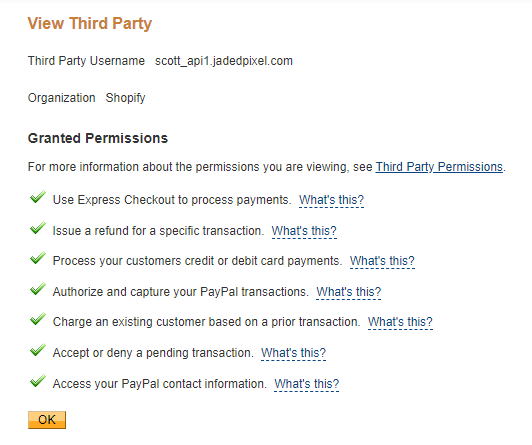 View Third Party
Third Party Username scott_api1.jadedpixel.com
Organization Shopify
Granted Permissions
For more information about the permissions you are viewing, see Third Party Permissions.
Use Express Checkout to process payments. What's this?
Issue a refund for a specific transaction. What's this?
Process your customers credit or debit card payments. What's this?
Authorize and capture your PayPal transactions. What's this?
Charge an existing customer based on a prior transaction. What's this?
Accept or deny a pending transaction. What's this?
Access your PayPal contact information. What's this?
OK